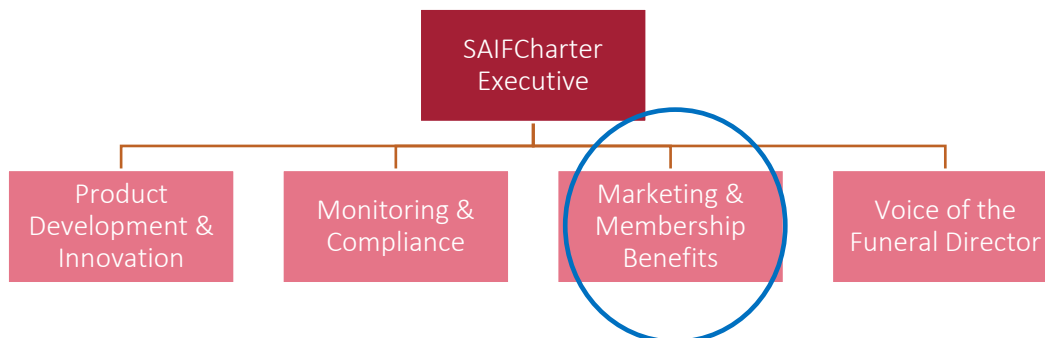 SAIFCharter
Executive
Product
Development &
Innovation
Monitoring &
Compliance
Marketing &
Membership
Benefits
Voice of the
Funeral Director